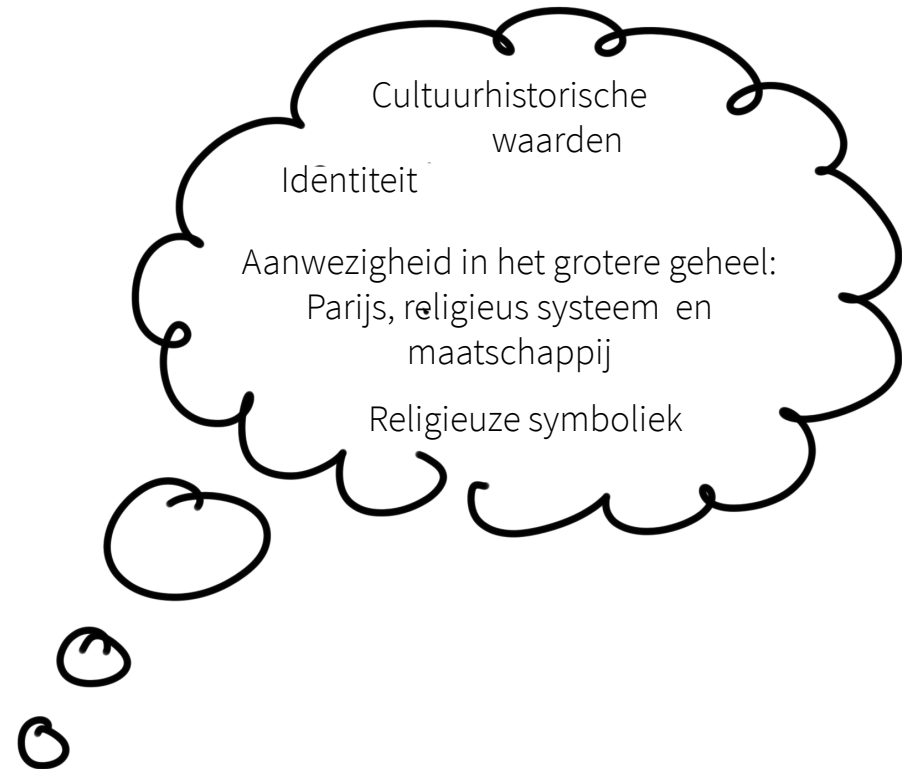 Cultuurhistorische
waarden
Identiteit
Aanwezigheid in het grotere geheel:
Parijs, religieus systeem en
maatschappij
Religieuze symboliek